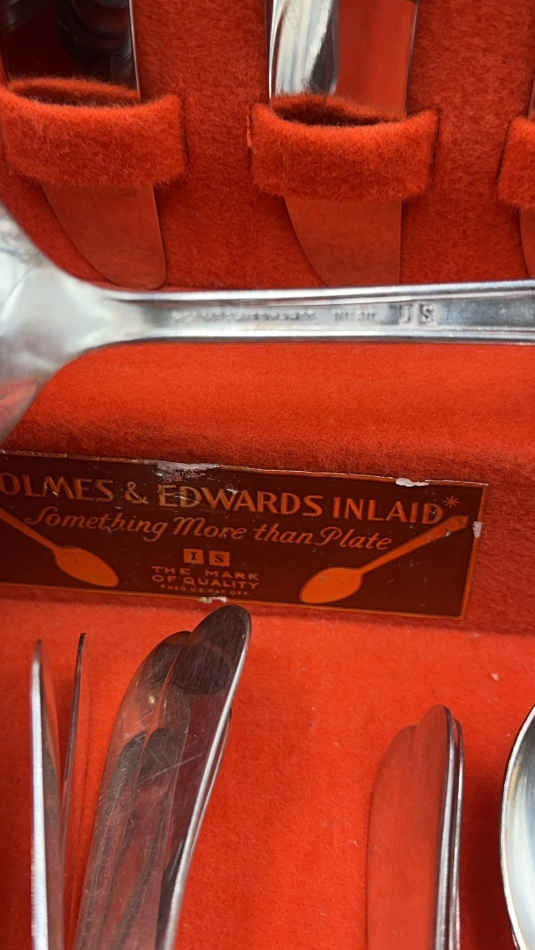 IS
OLMES & EDWARDS INLAID*
Something More than Plate
I S
THE MARK
OF QUALITY